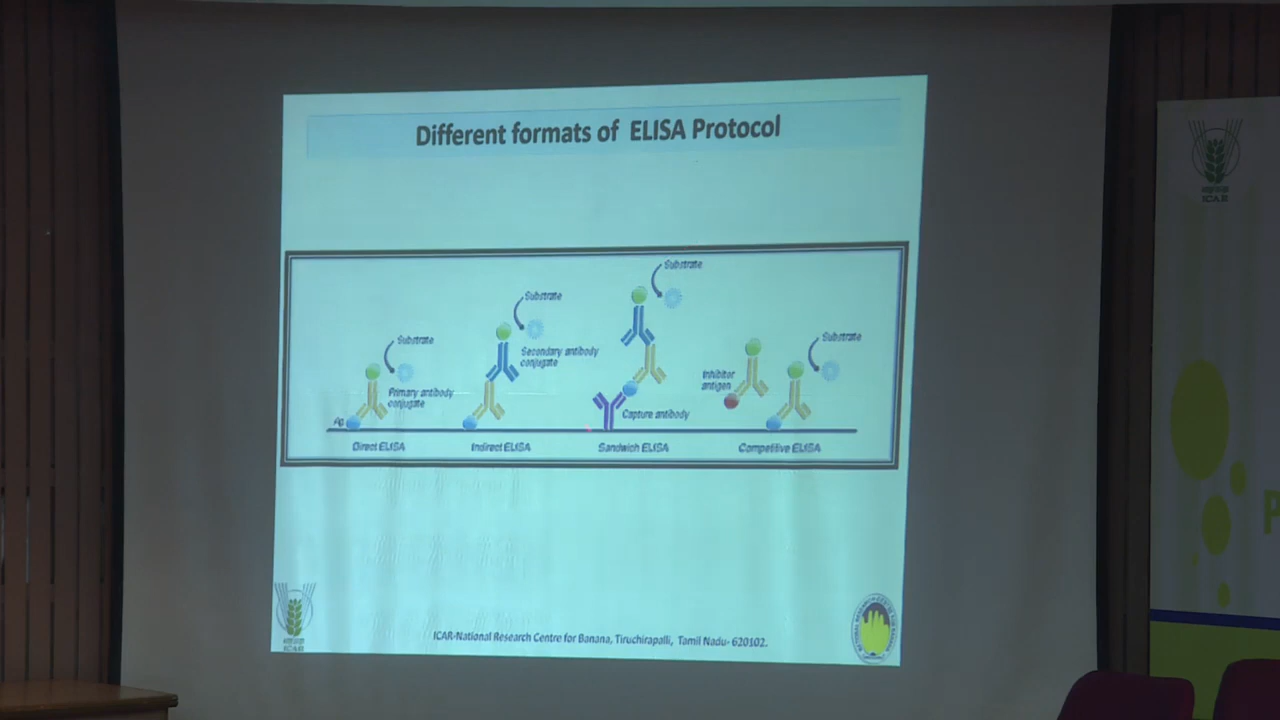 Different formats of ELISA Protocol
Substrate
Substrate
Substrate
Substrate
Secondary antibody
conjugate
Inhibitor
antigen
Primary antibody
conjugate
Capture antibody
Ag
Direct ELISA
Indirect ELISA
Sandwich ELISA
Competitive ELISA
ICAR-National Research Centre for Banana, Tiruchirapalli, Tamil Nadu- 620102.
ICAR
ICAR
P